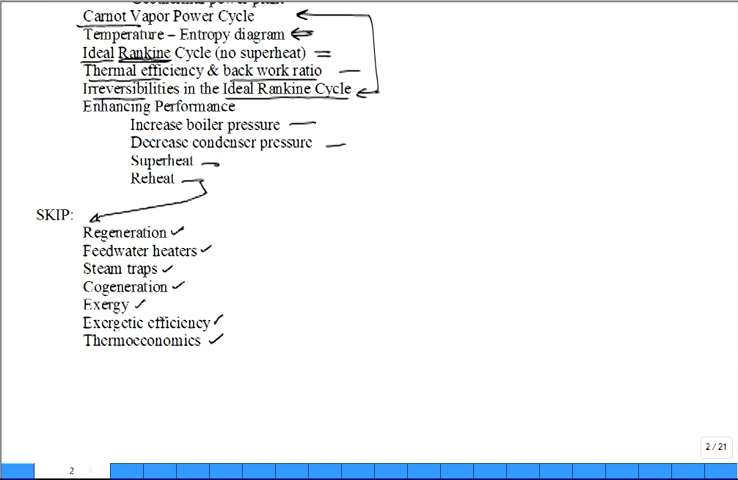 Carnot Vapor Power Cycle
Temperature – Entropy diagram
Ideal Rankine Cycle (no superheat)
Thermal efficiency & back work ratio
Irreversibilities in the Ideal Rankine Cycle
Enhancing Performance
Increase boiler pressure
Decrease condenser pressure
Superheat
Reheat
SKIP:
Regeneration
Feedwater heaters
Steam traps
Cogeneration
Exergy
Exergetic efficiency
Thermoeconomics
2 / 21
2